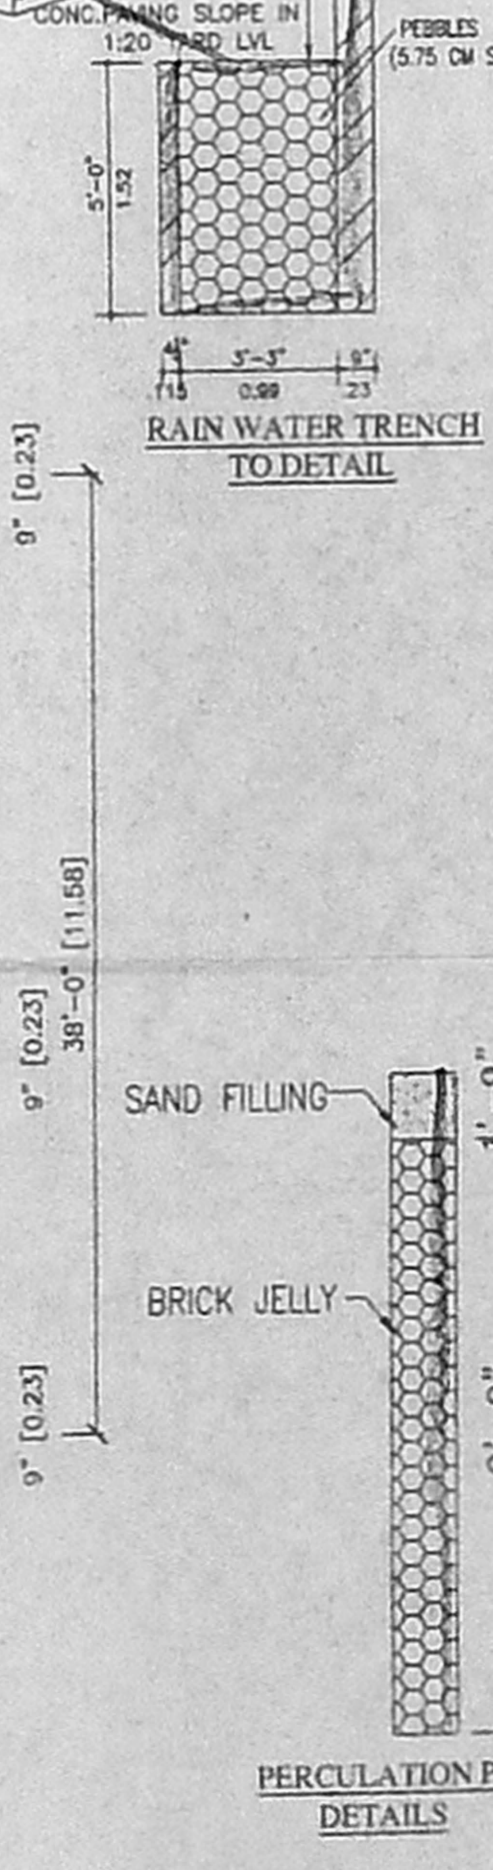 CONC.PAVING SLOPE IN
1:20 YARD LVL
PEBBLES
(5.75 CM S
5'-0"
1.52
4½"
3'-3"
9"
.115
0.99
.23
RAIN WATER TRENCH
TO DETAIL
9" [0.23]
38'-0" [11.58]
9" [0.23]
SAND FILLING
BRICK JELLY
9" [0.23]
PERCULATION P
DETAILS